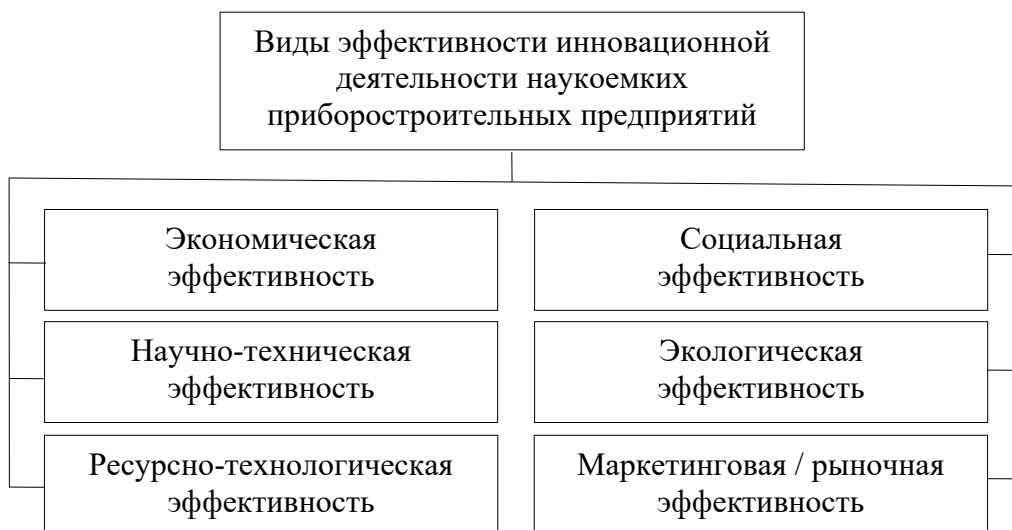 Виды эффективности инновационной
деятельности наукоемких
приборостроительных предприятий
Экономическая
эффективность
Социальная
эффективность
Научно-техническая
эффективность
Экологическая
эффективность
Ресурсно-технологическая
эффективность
Маркетинговая / рыночная
эффективность